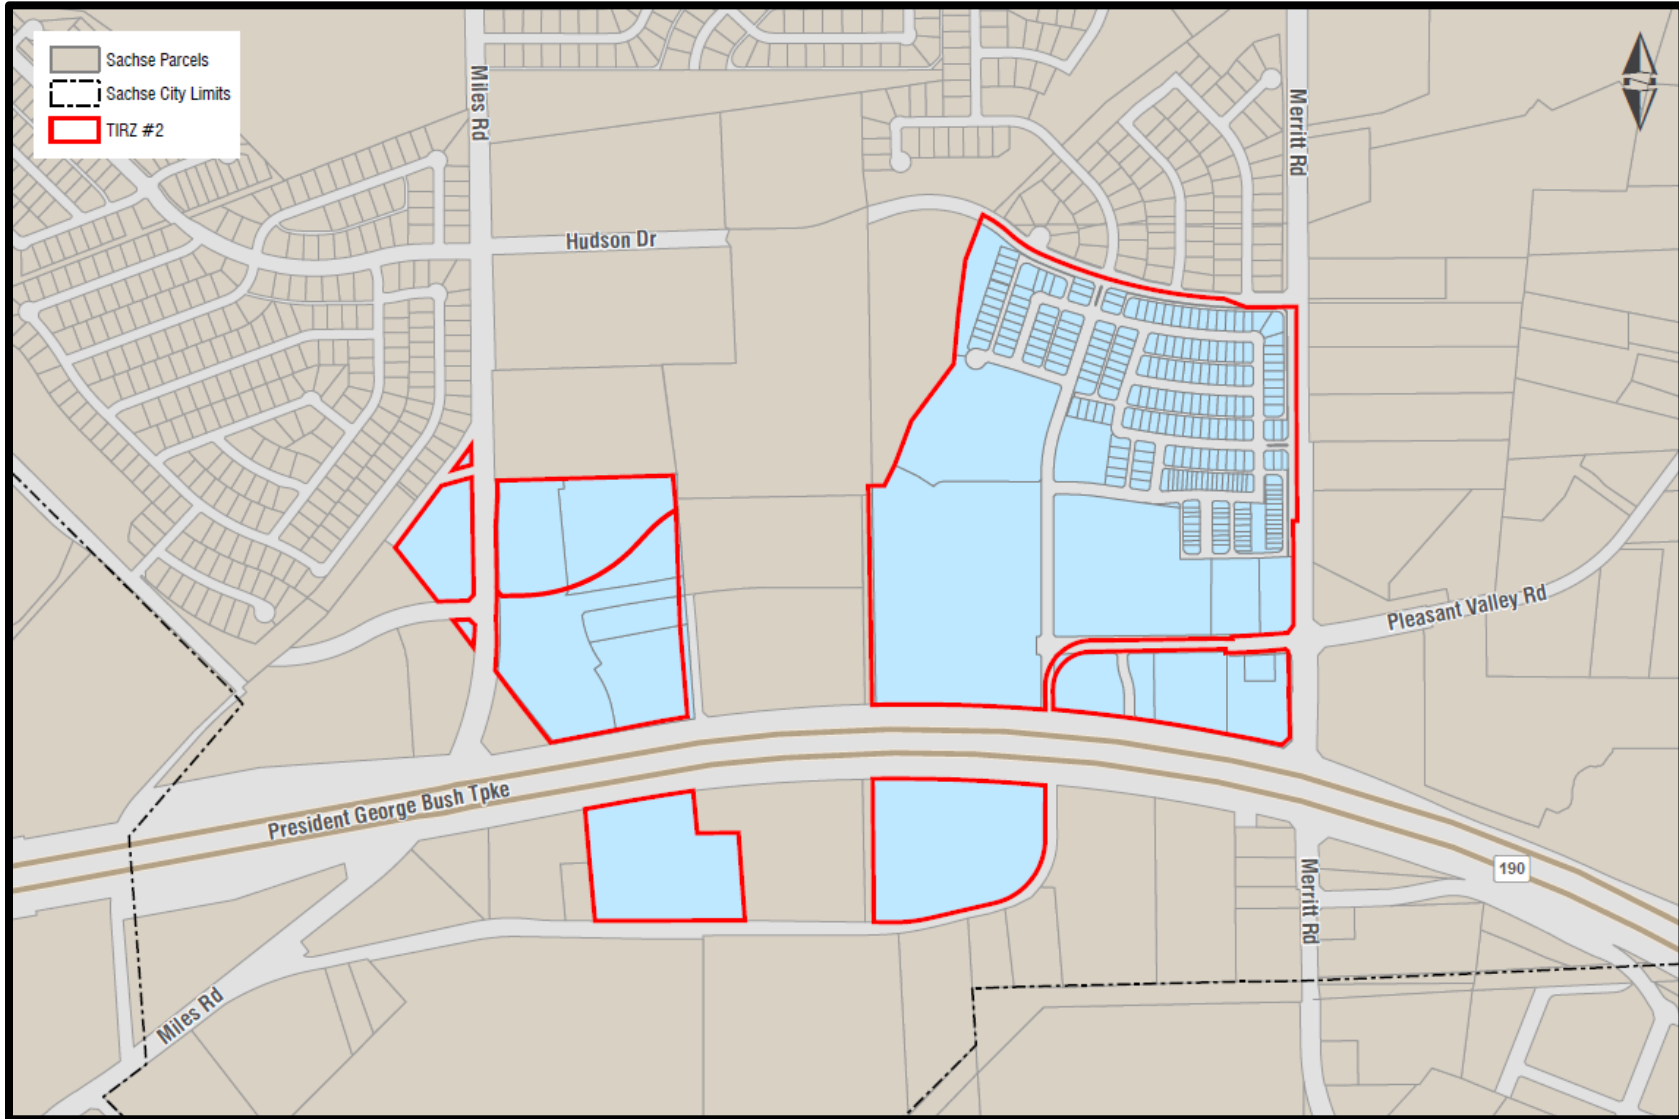 Sachse Parcels
Sachse City Limits
TIRZ #2
Miles Rd
Merritt Rd
Hudson Dr
Pleasant Valley Rd
President George Bush Tpke
190
Merritt Rd
Miles Rd